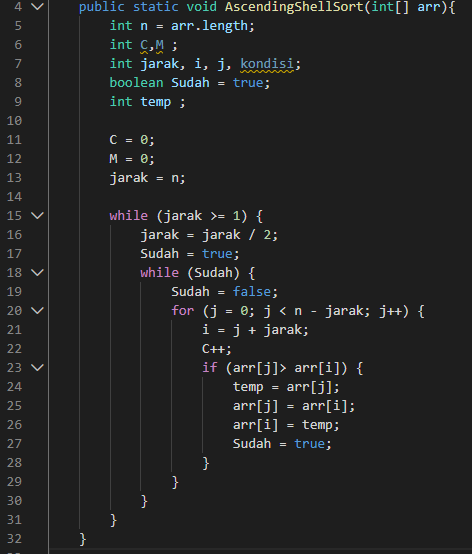 4 public static void AscendingShellSort(int[] arr){
5 int n = arr.length;
6 int C,M ;
7 int jarak, i, j, kondisi;
8 boolean Sudah = true;
9 int temp ;
10
11 C = 0;
12 M = 0;
13 jarak = n;
14
15 while (jarak >= 1) {
16 jarak = jarak / 2;
17 Sudah = true;
18 while (Sudah) {
19 Sudah = false;
20 for (j = 0; j < n - jarak; j++) {
21 i = j + jarak;
22 C++;
23 if (arr[j]> arr[i]) {
24 temp = arr[j];
25 arr[j] = arr[i];
26 arr[i] = temp;
27 Sudah = true;
28 }
29 }
30 }
31 }
32 }